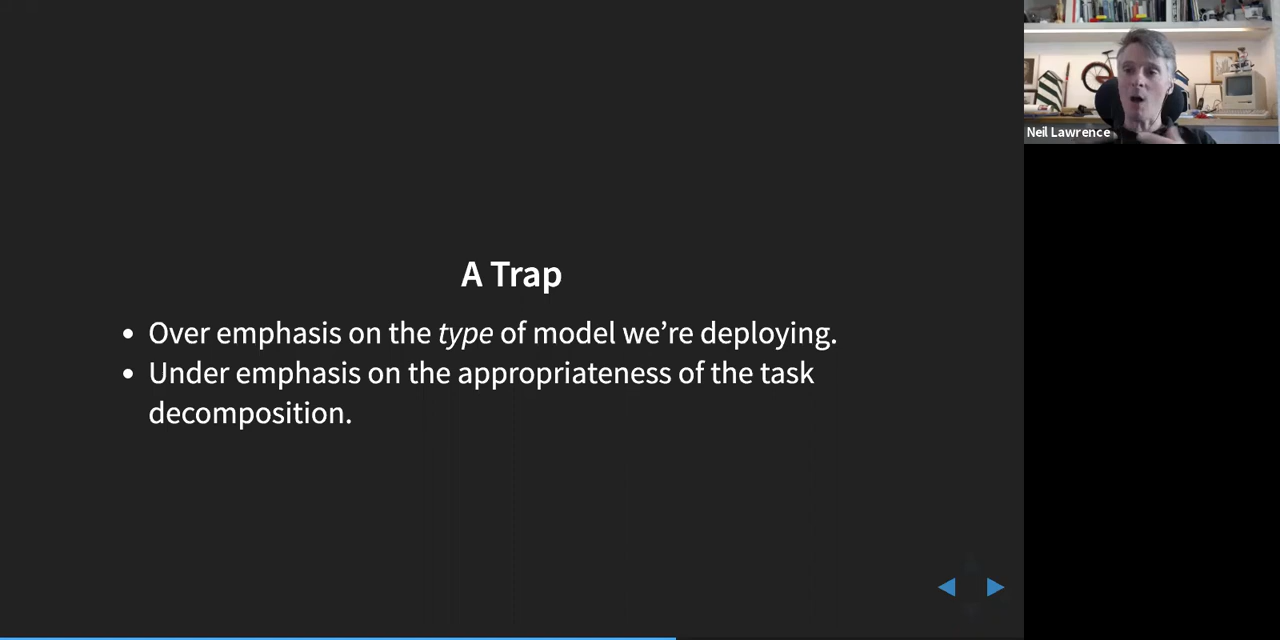 A Trap
• Over emphasis on the type of model we’re deploying.
• Under emphasis on the appropriateness of the task
decomposition.
Neil Lawrence